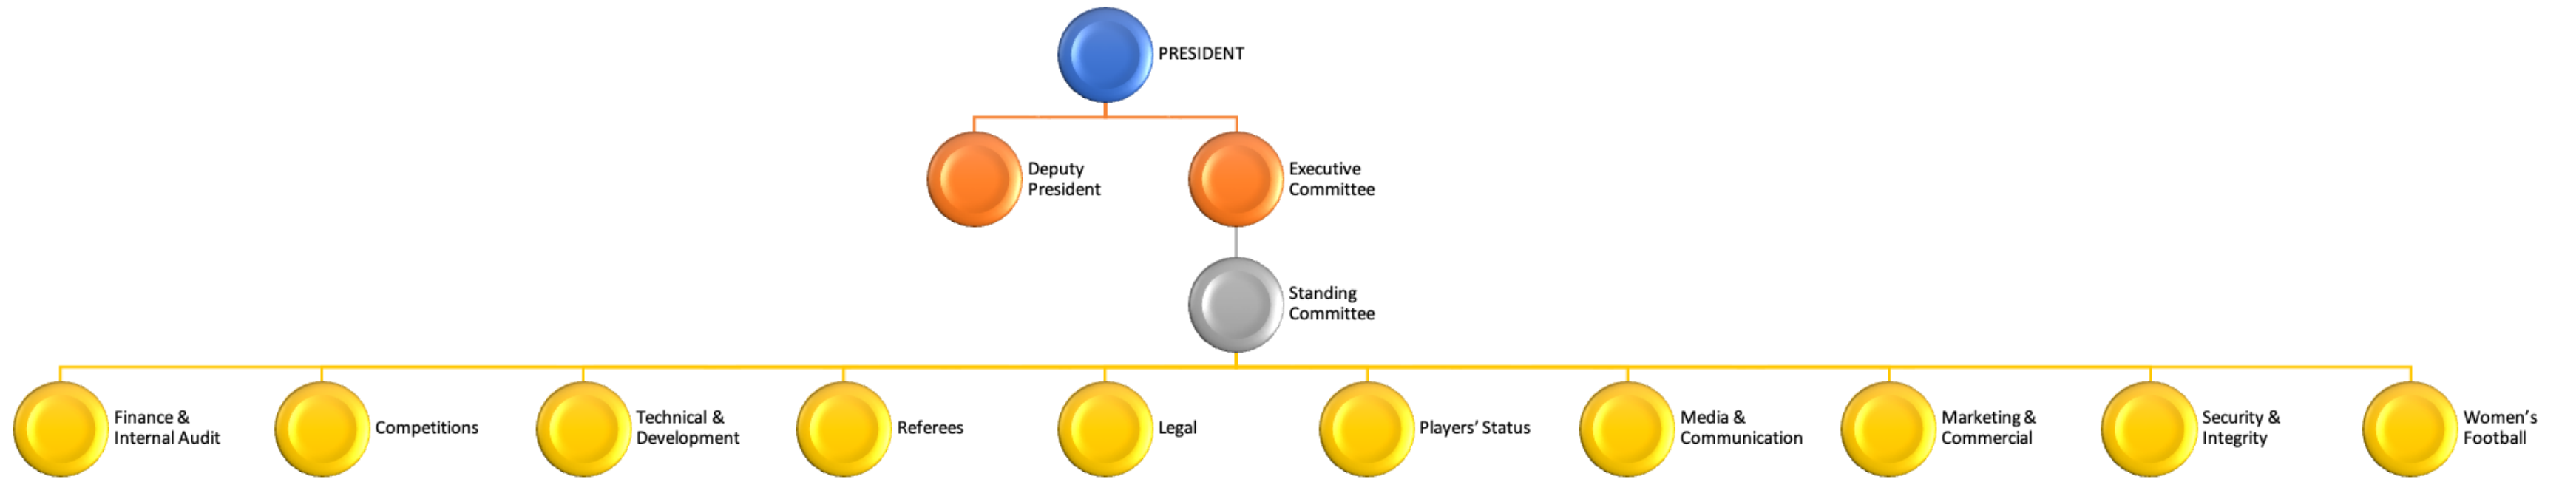 PRESIDENT
Deputy
President
Executive
Committee
Standing
Committee
Finance &
Internal Audit
Competitions
Technical &
Development
Referees
Legal
Players’ Status
Media &
Communication
Marketing &
Commercial
Security &
Integrity
Women’s
Football